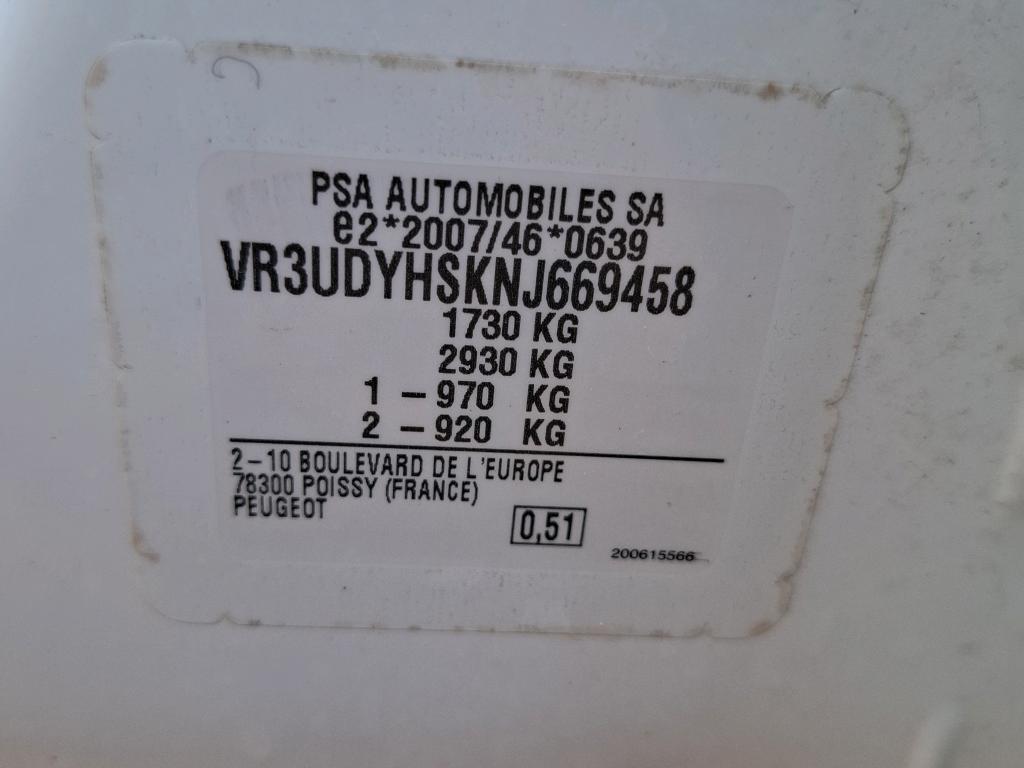 PSA AUTOMOBILES SA
e2*2007/46*0639
VR3UDYHSKNJ669458
1730 KG
2930 KG
1 – 970 KG
2 – 920 KG
2–10 BOULEVARD DE L'EUROPE
78300 POISSY (FRANCE)
PEUGEOT
0,51
200615566